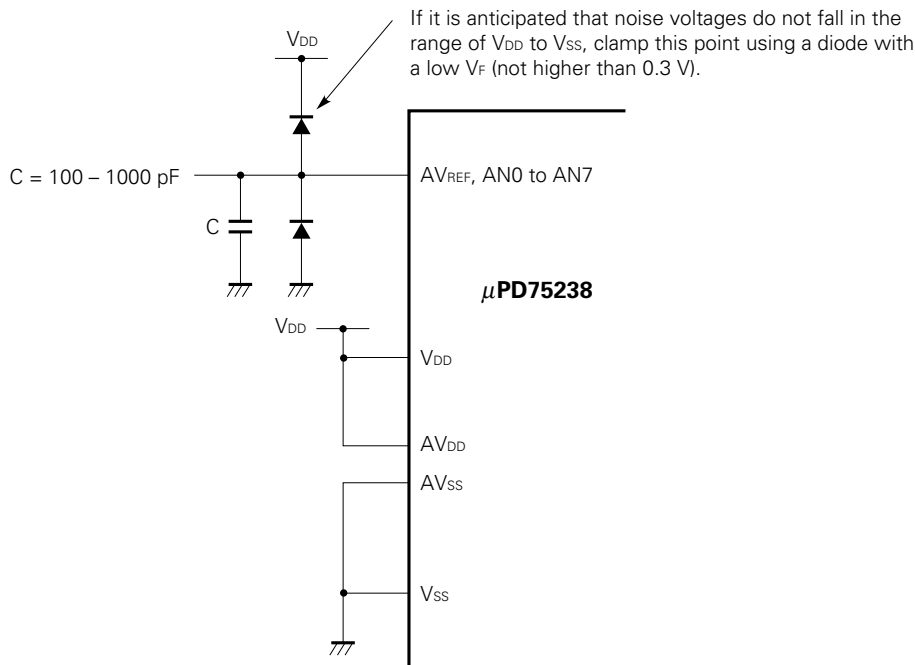 If it is anticipated that noise voltages do not fall in the
range of VDD to VSS, clamp this point using a diode with
a low VF (not higher than 0.3 V).
VDD
C = 100 – 1000 pF
AVREF, AN0 to AN7
C
μPD75238
VDD
VDD
AVDD
AVSS
VSS